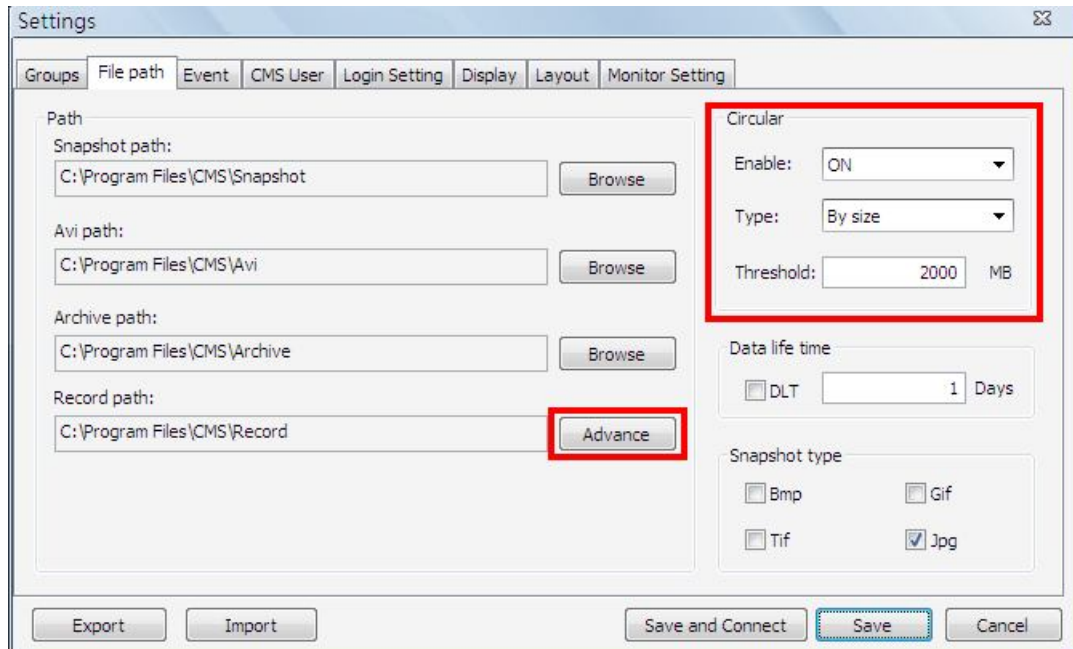 Settings
Groups File path Event CMS User Login Setting Display Layout Monitor Setting
Path
Snapshot path:
C:\Program Files\CMS\Snapshot Browse
Avi path:
C:\Program Files\CMS\Avi Browse
Archive path:
C:\Program Files\CMS\Archive Browse
Record path:
C:\Program Files\CMS\Record Advance
Circular
Enable: ON
Type: By size
Threshold: 2000 MB
Data life time
DLT 1 Days
Snapshot type
Bmp Gif
Tif Jpg
Export Import Save and Connect Save Cancel